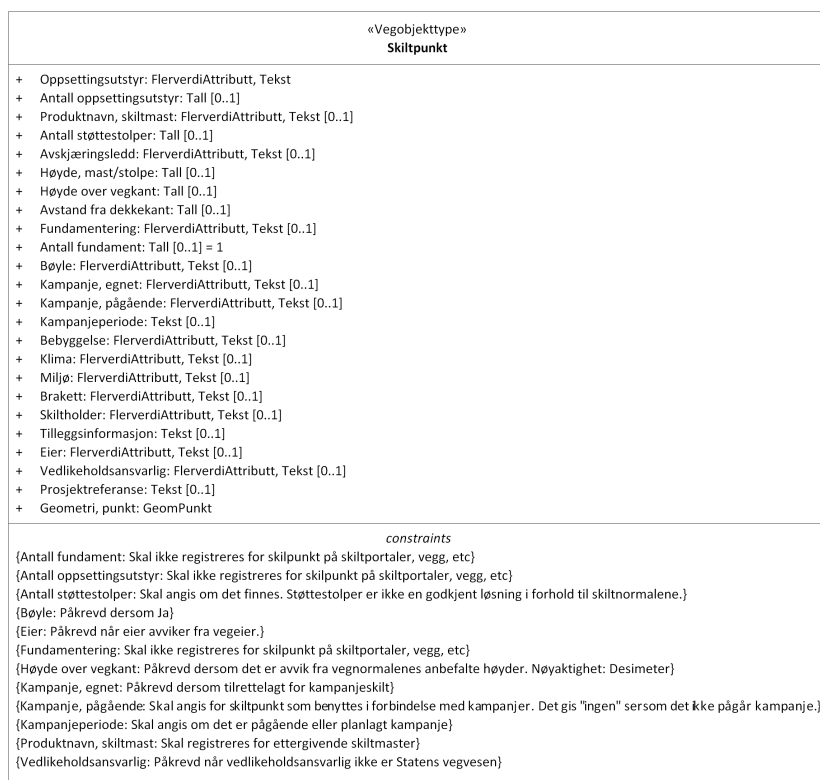 «Vegobjekttype»
Skiltpunkt
+ Oppsettingsutstyr: FlerverdiAttributt, Tekst
+ Antall oppsettingsutstyr: Tall [0..1]
+ Produktnavn, skiltmast: FlerverdiAttributt, Tekst [0..1]
+ Antall støttestolper: Tall [0..1]
+ Avskjæringsledd: FlerverdiAttributt, Tekst [0..1]
+ Høyde, mast/stolpe: Tall [0..1]
+ Høyde over vegkant: Tall [0..1]
+ Avstand fra dekkekant: Tall [0..1]
+ Fundamentering: FlerverdiAttributt, Tekst [0..1]
+ Antall fundament: Tall [0..1] = 1
+ Bøyle: FlerverdiAttributt, Tekst [0..1]
+ Kampanje, egnet: FlerverdiAttributt, Tekst [0..1]
+ Kampanje, pågående: FlerverdiAttributt, Tekst [0..1]
+ Kampanjeperiode: Tekst [0..1]
+ Bebyggelse: FlerverdiAttributt, Tekst [0..1]
+ Klima: FlerverdiAttributt, Tekst [0..1]
+ Miljø: FlerverdiAttributt, Tekst [0..1]
+ Brakett: FlerverdiAttributt, Tekst [0..1]
+ Skiltholder: FlerverdiAttributt, Tekst [0..1]
+ Tilleggsinformasjon: Tekst [0..1]
+ Eier: FlerverdiAttributt, Tekst [0..1]
+ Vedlikeholdsansvarlig: FlerverdiAttributt, Tekst [0..1]
+ Prosjektreferanse: Tekst [0..1]
+ Geometri, punkt: GeomPunkt
constraints
{Antall fundament: Skal ikke registreres for skilpunkt på skiltportaler, vegg, etc}
{Antall oppsettingsutstyr: Skal ikke registreres for skilpunkt på skiltportaler, vegg, etc}
{Antall støttestolper: Skal angis om det finnes. Støttestolper er ikke en godkjent løsning i forhold til skiltnormalene.}
{Bøyle: Påkrevd dersom Ja}
{Eier: Påkrevd når eier avviker fra vegeier.}
{Fundamentering: Skal ikke registreres for skilpunkt på skiltportaler, vegg, etc}
{Høyde over vegkant: Påkrevd dersom det er avvik fra vegnormalenes anbefalte høyder. Nøyaktighet: Desimeter}
{Kampanje, egnet: Påkrevd dersom tilrettelagt for kampanjeskilt}
{Kampanje, pågående: Skal angis for skiltpunkt som benyttes i forbindelse med kampanjer. Det gis "ingen" sersom det ikke pågår kampanje.}
{Kampanjeperiode: Skal angis om det er pågående eller planlagt kampanje}
{Produktnavn, skiltmast: Skal registreres for ettergivende skiltmaster}
{Vedlikeholdsansvarlig: Påkrevd når vedlikeholdsansvarlig ikke er Statens vegvesen}